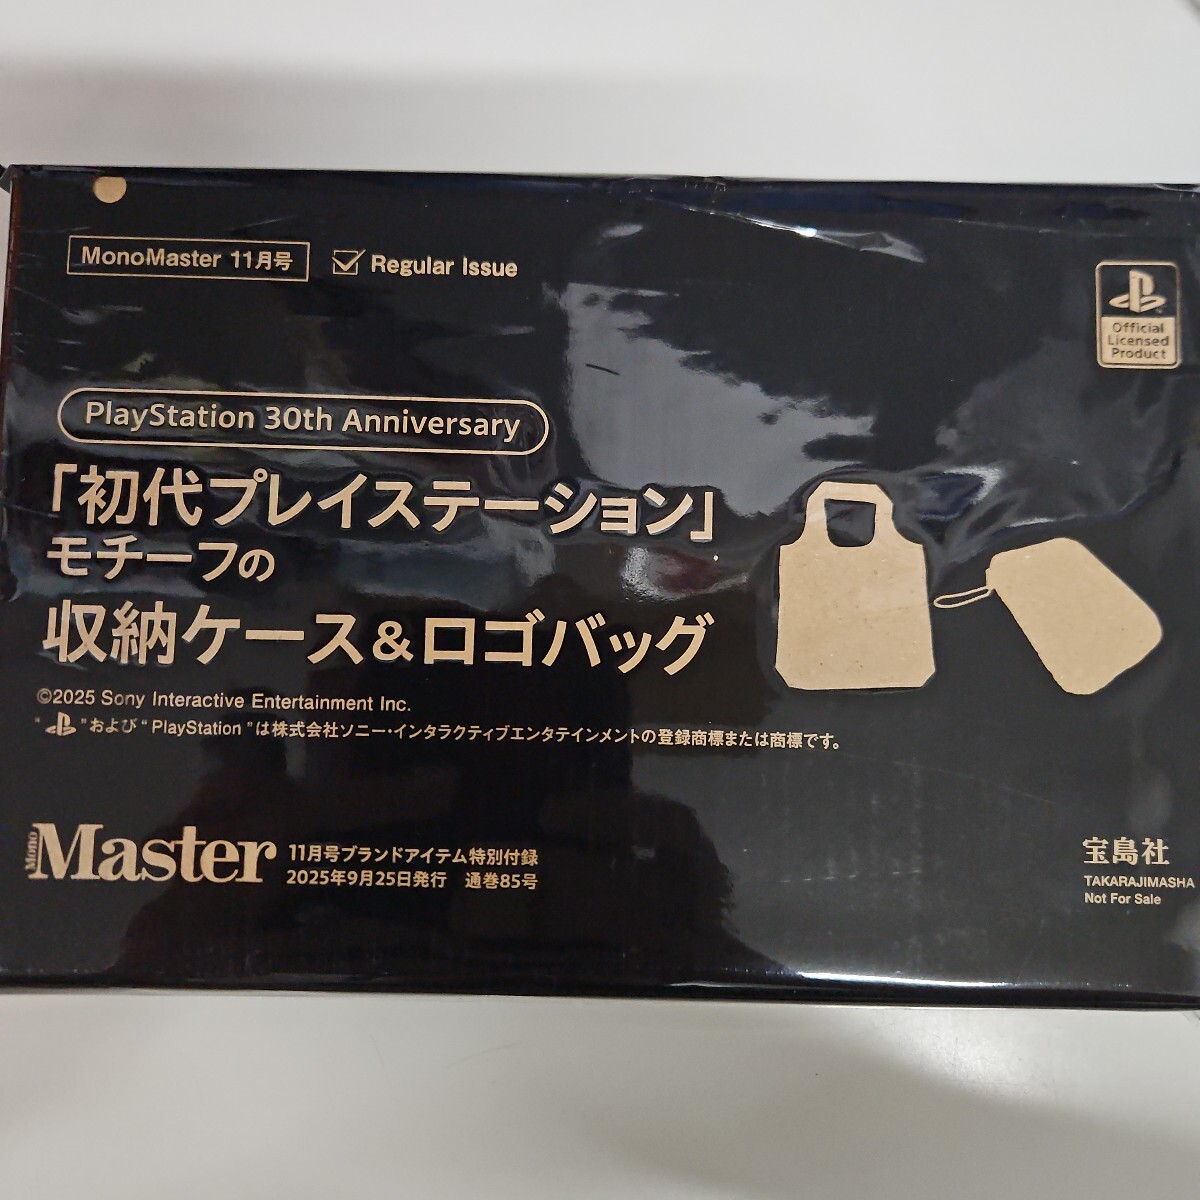 MonoMaster 11月号
Regular Issue
Official
Licensed
Product
PlayStation 30th Anniversary
「初代プレイステーション」
モチーフの
収納ケース&ロゴバッグ
©2025 Sony Interactive Entertainment Inc.
“ ”および“PlayStation”は株式会社ソニー・インタラクティブエンタテインメントの登録商標または商標です。
Mono Master
11月号ブランドアイテム特別付録
2025年9月25日発行 通巻85号
宝島社
TAKARAJIMASHA
Not For Sale